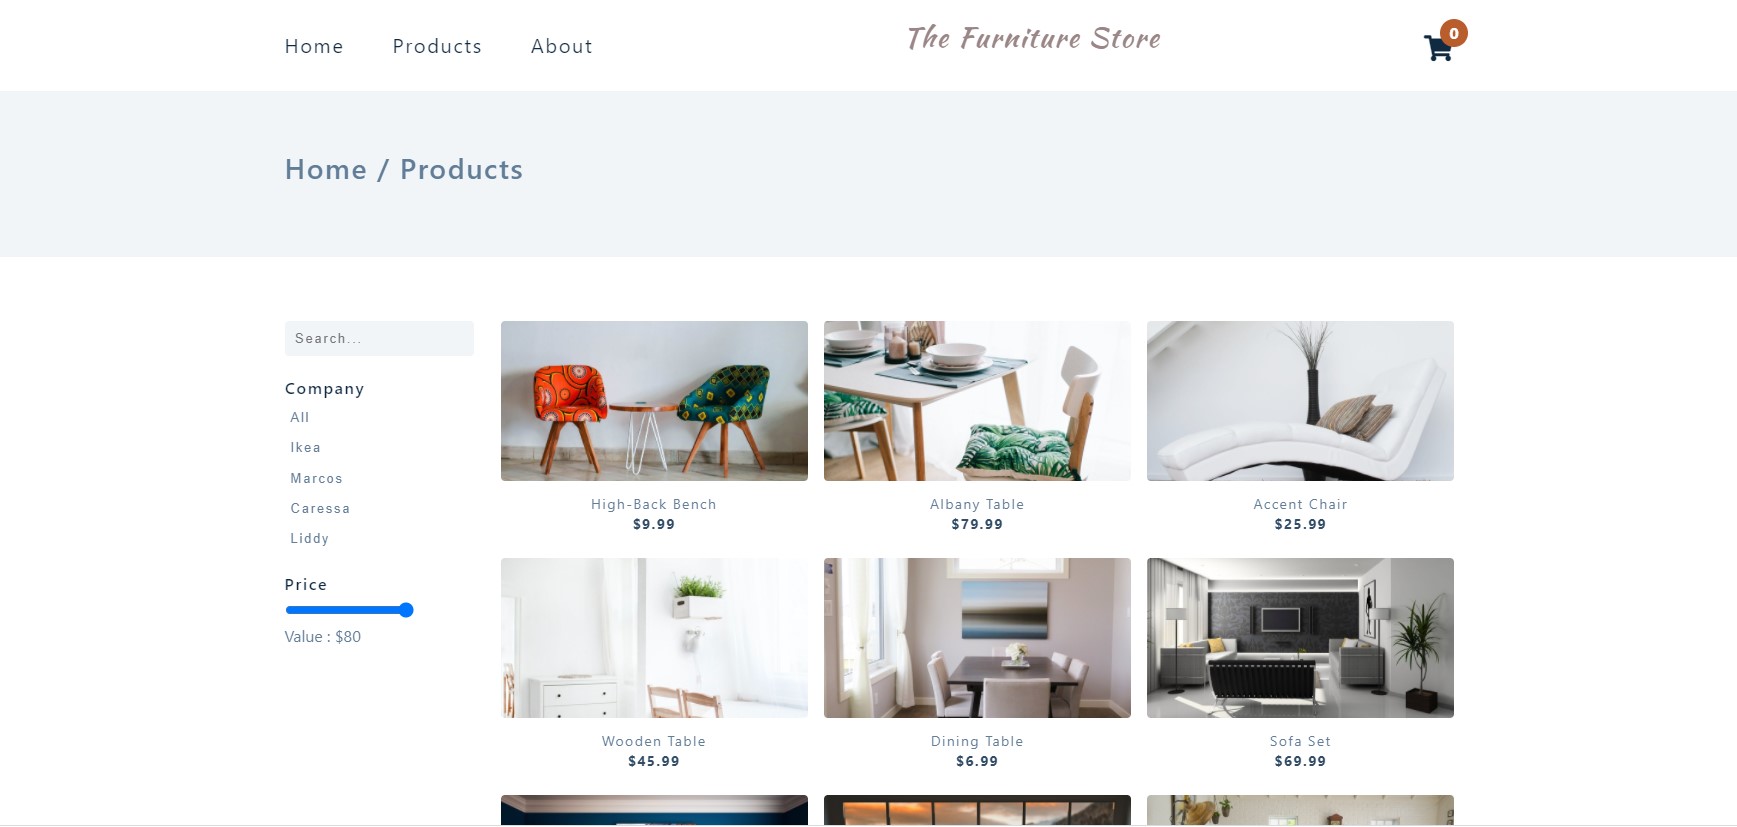 Home Products About The Furniture Store 0
Home / Products
Search...
Company
All
Ikea
Marcos
Caressa
Liddy
Price
Value : $80
High-Back Bench
$9.99
Albany Table
$79.99
Accent Chair
$25.99
Wooden Table
$45.99
Dining Table
$6.99
Sofa Set
$69.99